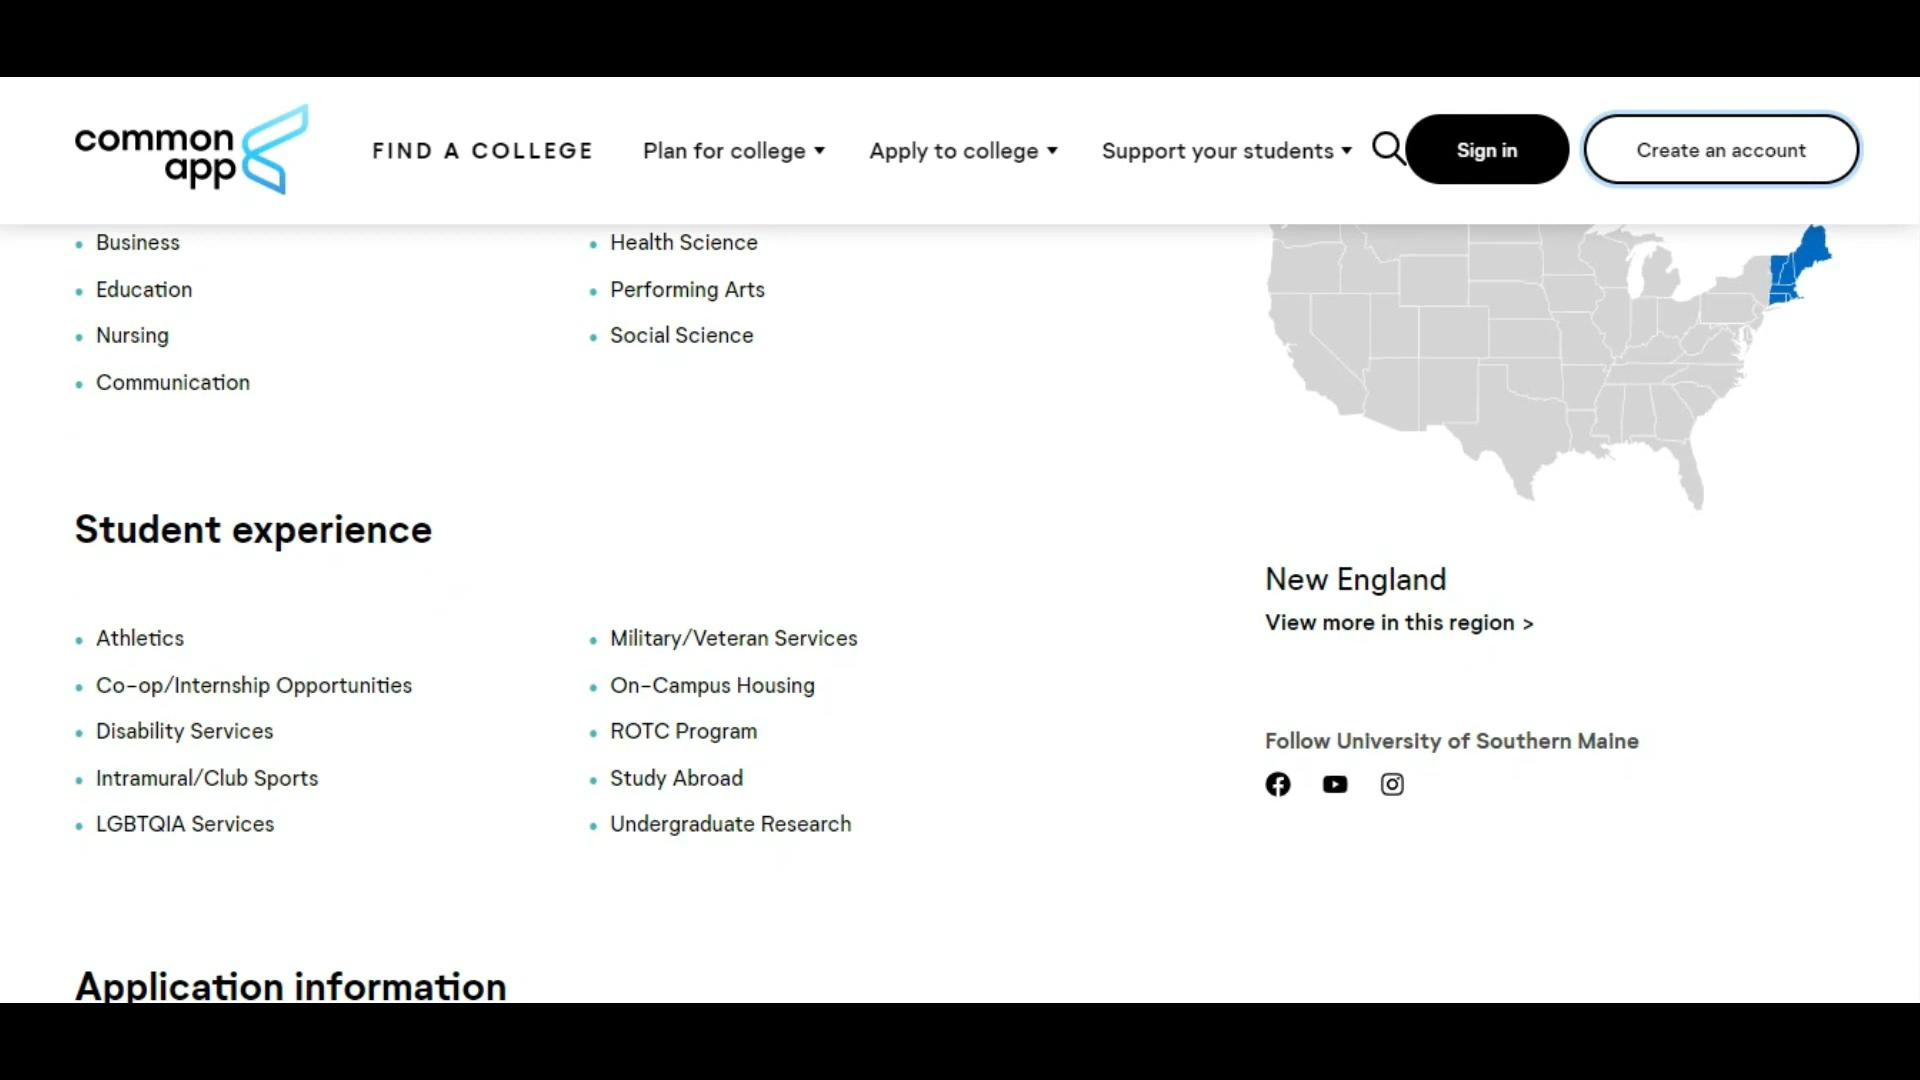 common
app
FIND A COLLEGE
Plan for college
Apply to college
Support your students
Sign in
Create an account
Business
Education
Nursing
Communication
Health Science
Performing Arts
Social Science
Student experience
Athletics
Co-op/Internship Opportunities
Disability Services
Intramural/Club Sports
LGBTQIA Services
Military/Veteran Services
On-Campus Housing
ROTC Program
Study Abroad
Undergraduate Research
New England
View more in this region >
Follow University of Southern Maine
Application information